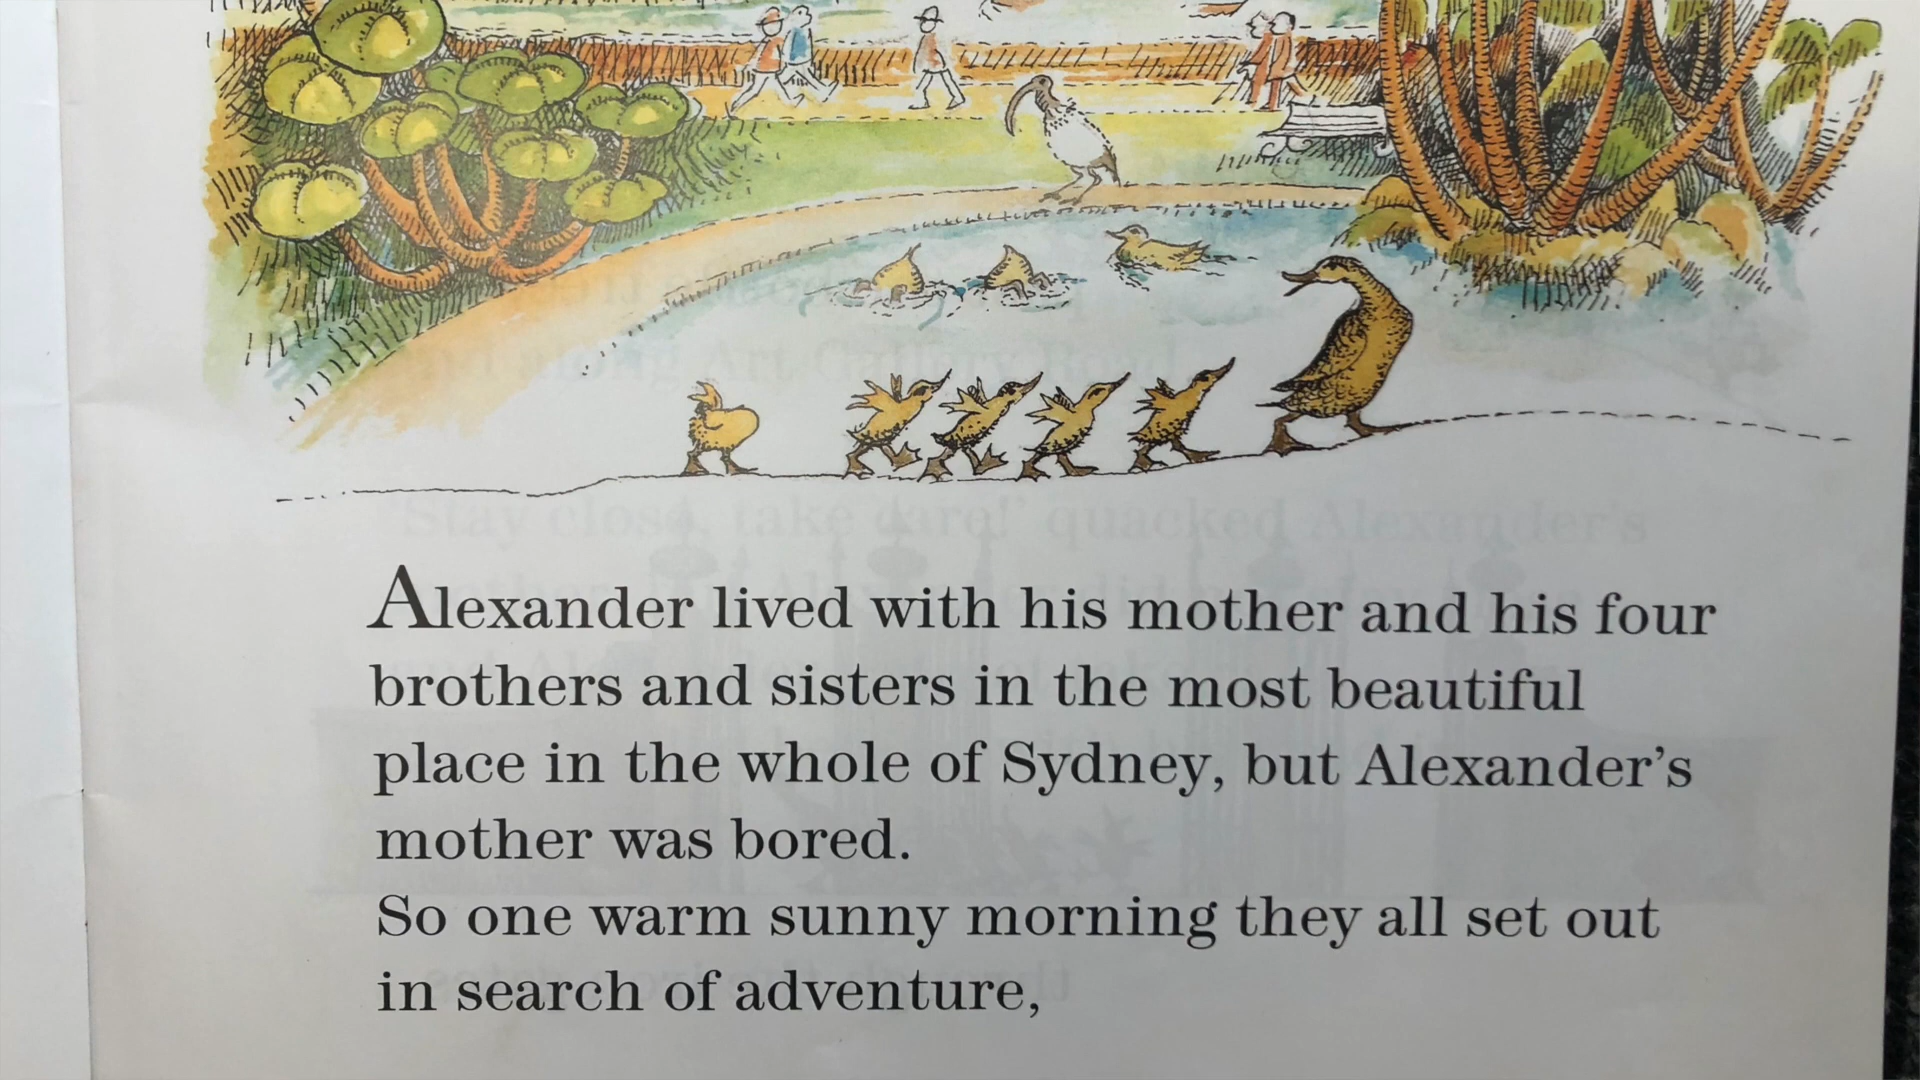 Alexander lived with his mother and his four
brothers and sisters in the most beautiful
place in the whole of Sydney, but Alexander's
mother was bored.
So one warm sunny morning they all set out
in search of adventure,